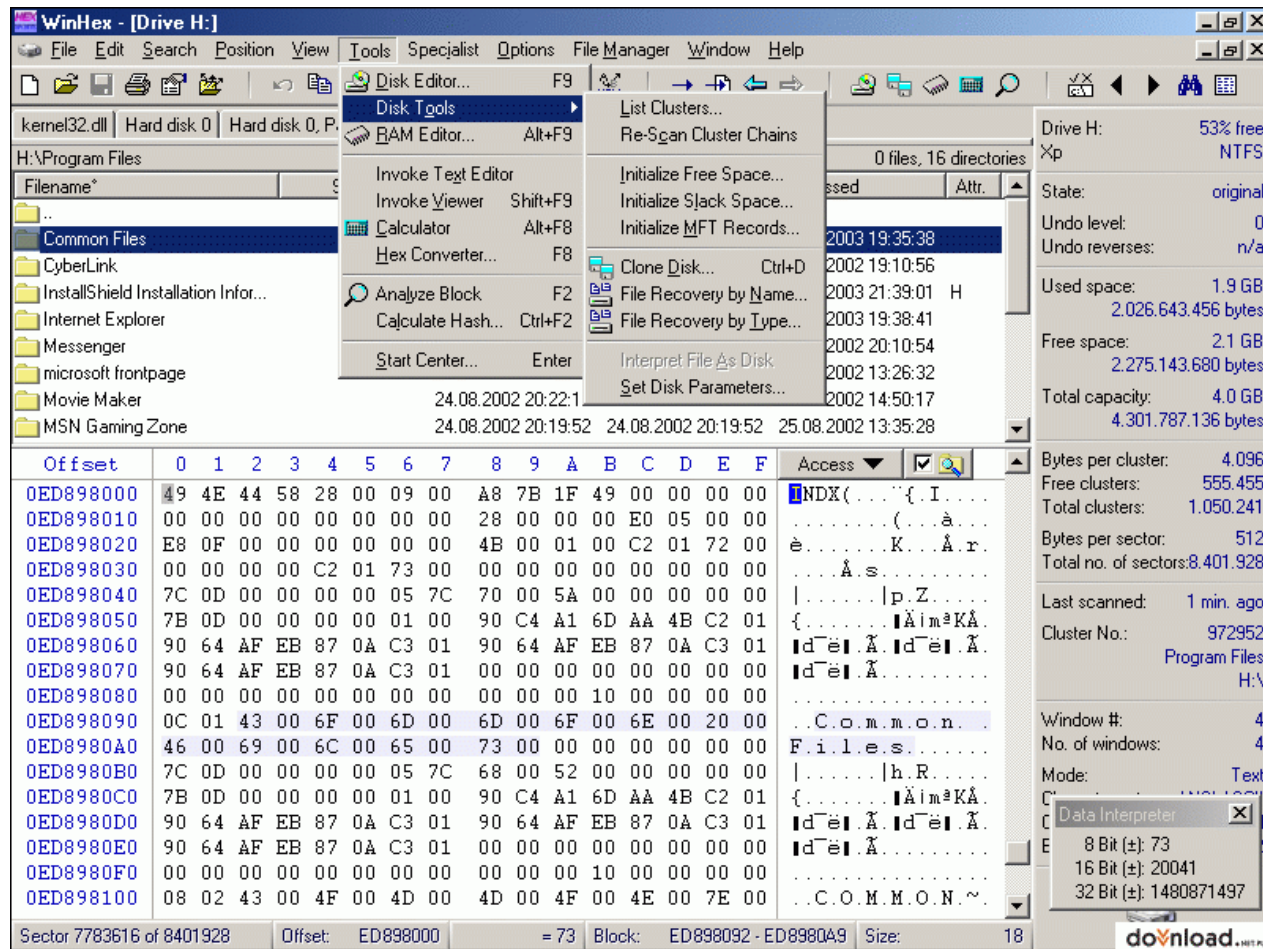 WinHex - [Drive H:]
File Edit Search Position View Tools Specialist Options File Manager Window Help
kernel32.dll Hard disk 0 Hard disk 0, P.
H:\Program Files 0 files, 16 directories
Filename ssed Attr.
..
Common Files 2003 19:35:38
CyberLink 2002 19:10:56
InstallShield Installation Infor... 2003 21:39:01 H
Internet Explorer 2003 19:38:41
Messenger 2002 20:10:54
microsoft frontpage 2002 13:26:32
Movie Maker 24.08.2002 20:22:1 2002 14:50:17
MSN Gaming Zone 24.08.2002 20:19:52 24.08.2002 20:19:52 25.08.2002 13:35:28
Disk Editor... F9
Disk Tools
RAM Editor... Alt+F9
Invoke Text Editor
Invoke Viewer Shift+F9
Calculator Alt+F8
Hex Converter... F8
Analyze Block F2
Calculate Hash... Ctrl+F2
Start Center... Enter
List Clusters...
Re-Scan Cluster Chains
Initialize Free Space...
Initialize Slack Space...
Initialize MFT Records...
Clone Disk... Ctrl+D
File Recovery by Name...
File Recovery by Type...
Interpret File As Disk
Set Disk Parameters...
Offset 0 1 2 3 4 5 6 7 8 9 A B C D E F Access
0ED898000 49 4E 44 58 28 00 09 00 A8 7B 1F 49 00 00 00 00 INDX(...¨{.I....
0ED898010 00 00 00 00 00 00 00 00 28 00 00 00 E0 05 00 00 ........(...à...
0ED898020 E8 0F 00 00 00 00 00 00 4B 00 01 00 C2 01 72 00 è.......K...Â.r.
0ED898030 00 00 00 00 C2 01 73 00 00 00 00 00 00 00 00 00 ....Â.s.........
0ED898040 7C 0D 00 00 00 00 05 7C 70 00 5A 00 00 00 00 00 |......|p.Z.....
0ED898050 7B 0D 00 00 00 00 01 00 90 C4 A1 6D AA 4B C2 01 {.......▮Ä¡mªKÂ.
0ED898060 90 64 AF EB 87 0A C3 01 90 64 AF EB 87 0A C3 01 ▮d¯ë▮.Ã.▮d¯ë▮.Ã.
0ED898070 90 64 AF EB 87 0A C3 01 00 00 00 00 00 00 00 00 ▮d¯ë▮.Ã.........
0ED898080 00 00 00 00 00 00 00 00 00 00 00 10 00 00 00 00 ................
0ED898090 0C 01 43 00 6F 00 6D 00 6D 00 6F 00 6E 00 20 00 ..C.o.m.m.o.n. .
0ED8980A0 46 00 69 00 6C 00 65 00 73 00 00 00 00 00 00 00 F.i.l.e.s.......
0ED8980B0 7C 0D 00 00 00 00 05 7C 68 00 52 00 00 00 00 00 |......|h.R.....
0ED8980C0 7B 0D 00 00 00 00 01 00 90 C4 A1 6D AA 4B C2 01 {.......▮Ä¡mªKÂ.
0ED8980D0 90 64 AF EB 87 0A C3 01 90 64 AF EB 87 0A C3 01 ▮d¯ë▮.Ã.▮d¯ë▮.Ã.
0ED8980E0 90 64 AF EB 87 0A C3 01 00 00 00 00 00 00 00 00 ▮d¯ë▮.Ã.........
0ED8980F0 00 00 00 00 00 00 00 00 00 00 00 10 00 00 00 00 ................
0ED898100 08 02 43 00 4F 00 4D 00 4D 00 4F 00 4E 00 7E 00 ..C.O.M.M.O.N.~.
Drive H: 53% free
Xp NTFS
State: original
Undo level: 0
Undo reverses: n/a
Used space: 1.9 GB
2.026.643.456 bytes
Free space: 2.1 GB
2.275.143.680 bytes
Total capacity: 4.0 GB
4.301.787.136 bytes
Bytes per cluster: 4.096
Free clusters: 555.455
Total clusters: 1.050.241
Bytes per sector: 512
Total no. of sectors:8.401.928
Last scanned: 1 min. ago
Cluster No.: 972952
Program Files
H:\
Window #: 4
No. of windows: 4
Mode: Text
Data Interpreter
8 Bit (±): 73
16 Bit (±): 20041
32 Bit (±): 1480871497
Sector 7783616 of 8401928 Offset: ED898000 = 73 Block: ED898092 - ED8980A9 Size: 18
download